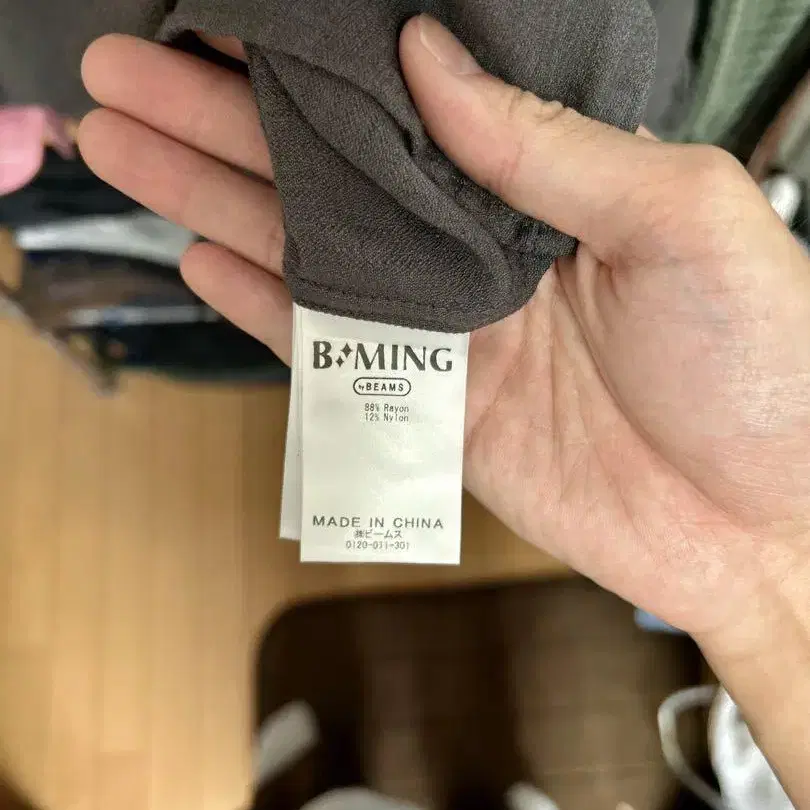 B MING
by BEAMS
88% Rayon
12% Nylon
MADE IN CHINA
㈱ビームス
0120-011-301